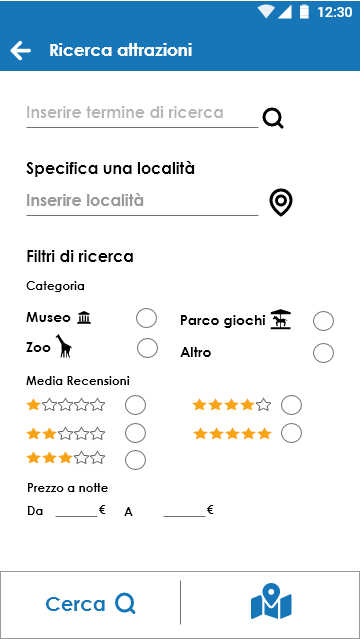 12:30
Ricerca attrazioni
Inserire termine di ricerca
Specifica una località
Inserire località
Filtri di ricerca
Categoria
Museo
Parco giochi
Zoo
Altro
Media Recensioni
Prezzo a notte
Da ______€ A ______€
Cerca